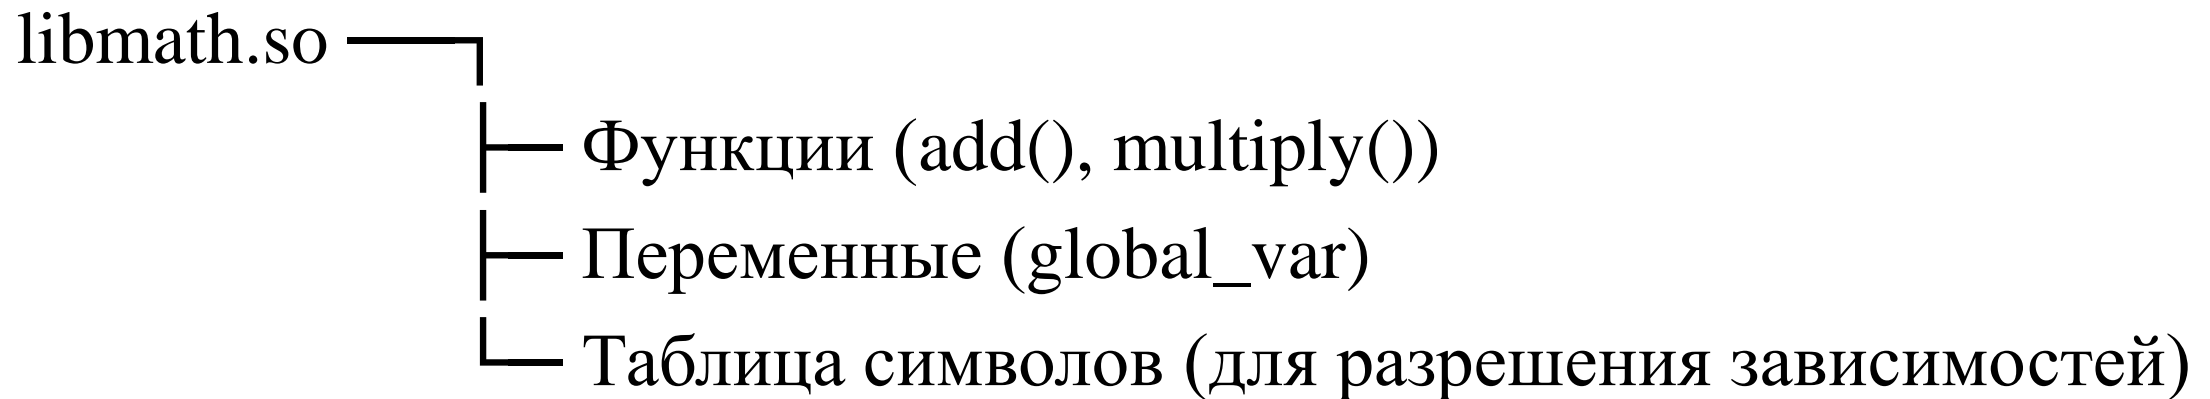 libmath.so
Функции (add(), multiply())
Переменные (global_var)
Таблица символов (для разрешения зависимостей)